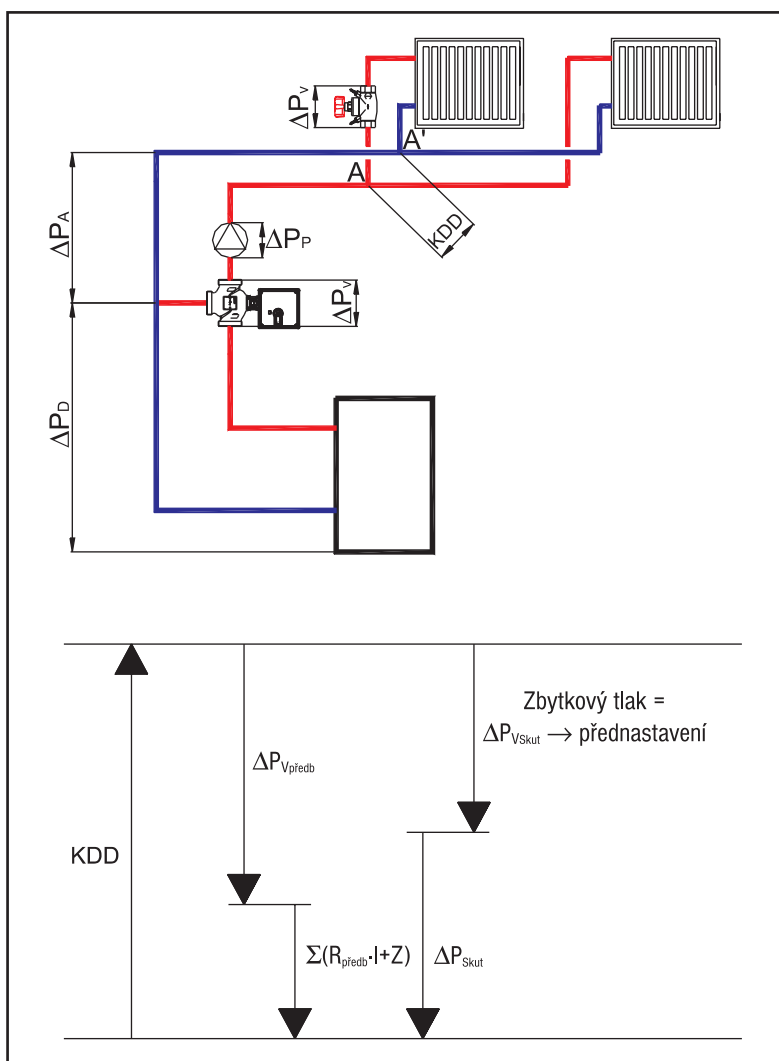 ΔPv
A'
A
KDD
ΔPA
ΔPP
ΔPv
ΔPD
Zbytkový tlak =
ΔPVSkut → přednastavení
ΔPVpředb
KDD
Σ(Rpředb·l+Z)
ΔPSkut